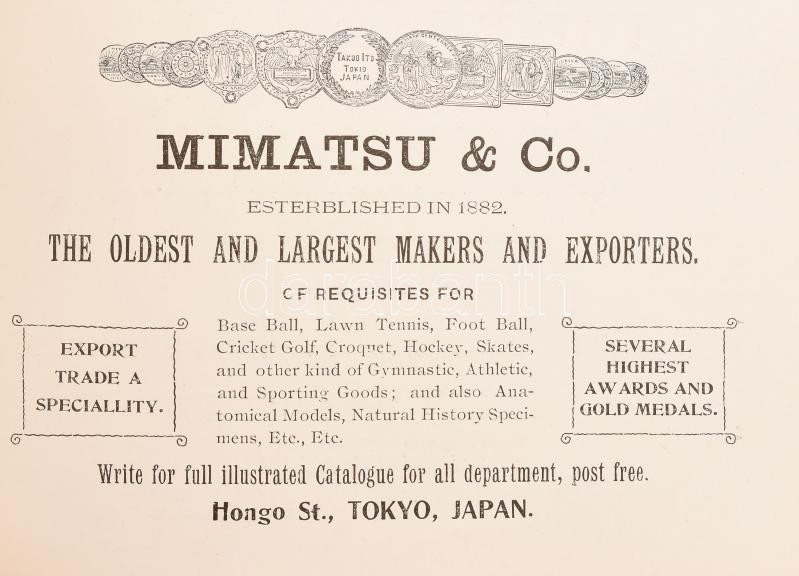 TAKUO ITO
TOKIO
JAPAN
MIMATSU & Co.
ESTERBLISHED IN 1882.
THE OLDEST AND LARGEST MAKERS AND EXPORTERS.
OF REQUISITES FOR
darabanth
EXPORT
TRADE A
SPECIALLITY.
Base Ball, Lawn Tennis, Foot Ball,
Cricket Golf, Croquet, Hockey, Skates,
and other kind of Gymnastic, Athletic,
and Sporting Goods; and also Ana-
tomical Models, Natural History Speci-
mens, Etc., Etc.
SEVERAL
HIGHEST
AWARDS AND
GOLD MEDALS.
Write for full illustrated Catalogue for all department, post free.
Hongo St., TOKYO, JAPAN.